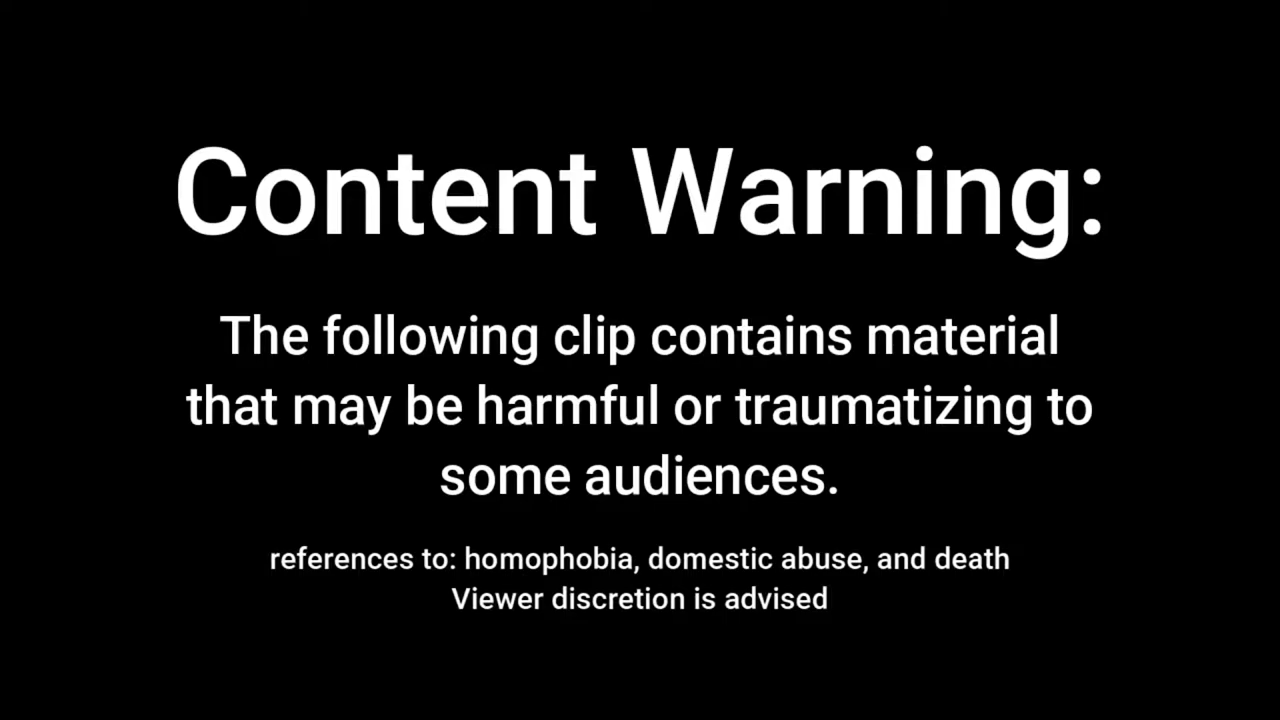 Content Warning:
The following clip contains material
that may be harmful or traumatizing to
some audiences.
references to: homophobia, domestic abuse, and death
Viewer discretion is advised